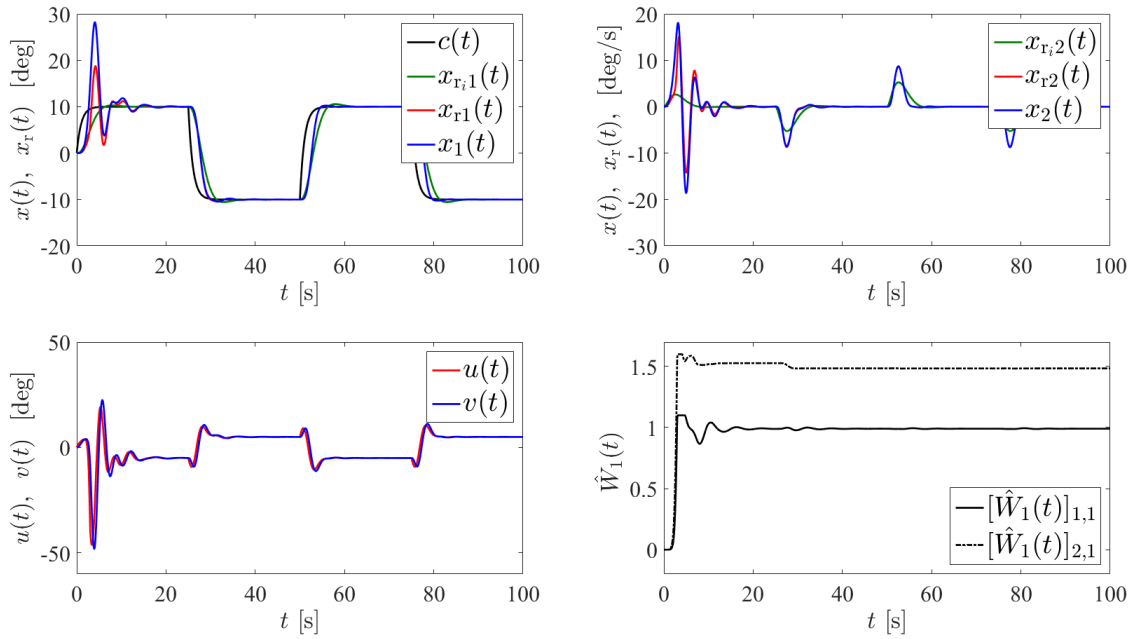 x(t), x_r(t) [deg]
30
20
10
0
-10
-20
0 20 40 60 80 100
t [s]
c(t)
x_{r_i1}(t)
x_{r1}(t)
x_1(t)
x(t), x_r(t), [deg/s]
20
10
0
-10
-20
-30
0 20 40 60 80 100
t [s]
x_{r_i2}(t)
x_{r2}(t)
x_2(t)
u(t), v(t) [deg]
50
0
-50
0 20 40 60 80 100
t [s]
u(t)
v(t)
Ŵ_1(t)
1.5
1
0.5
0
0 20 40 60 80 100
t [s]
[Ŵ_1(t)]_{1,1}
[Ŵ_1(t)]_{2,1}